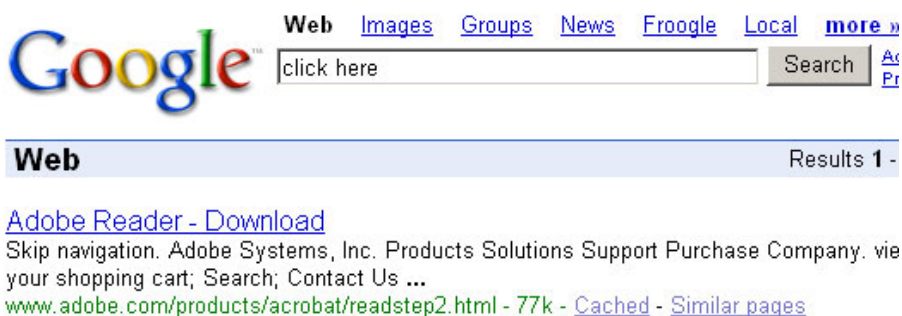 Google™
Web Images Groups News Froogle Local more »
click here Search
Web Results 1 -
Adobe Reader - Download
Skip navigation. Adobe Systems, Inc. Products Solutions Support Purchase Company. vie
your shopping cart; Search; Contact Us ...
www.adobe.com/products/acrobat/readstep2.html - 77k - Cached - Similar pages